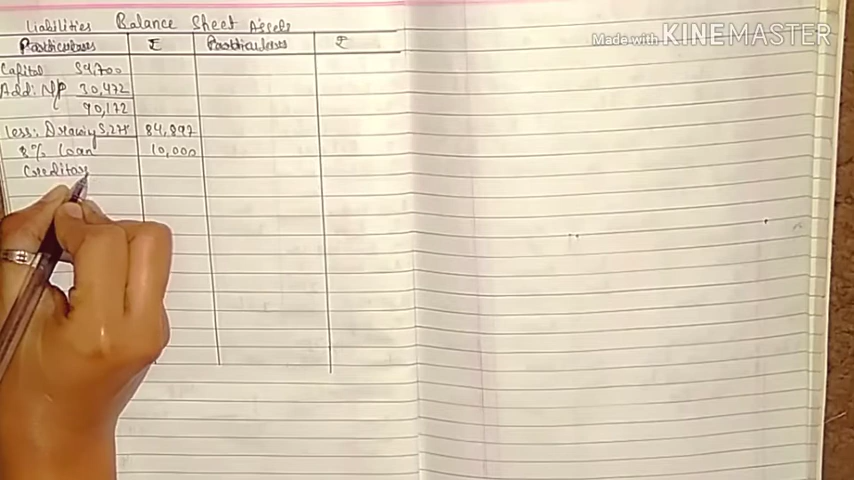 Liabilities Balance Sheet Assets
Particulars ₹ Particulars ₹
Capital 59,700
Add: N/P 30,472
90,172
Less: Drawing 5,275 84,897
8% loan 10,000
Creditors
Made with KINEMASTER